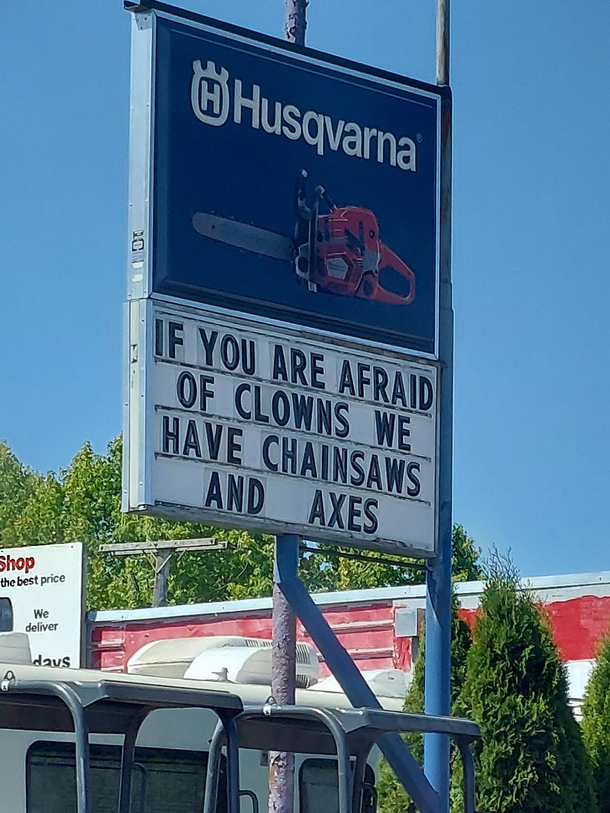 Husqvarna
IF YOU ARE AFRAID
OF CLOWNS WE
HAVE CHAINSAWS
AND AXES
Shop
the best price
We
deliver
days